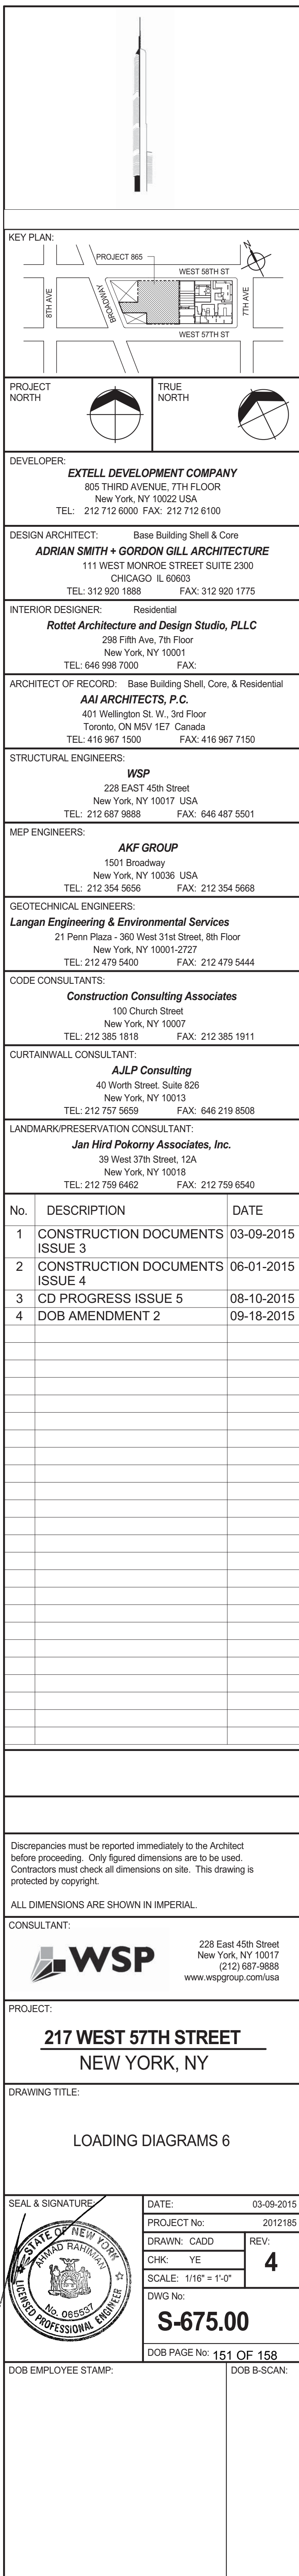 KEY PLAN:
N
PROJECT 865
WEST 58TH ST
8TH AVE
BROADWAY
7TH AVE
WEST 57TH ST
PROJECT NORTH
TRUE NORTH
DEVELOPER:
EXTELL DEVELOPMENT COMPANY
805 THIRD AVENUE, 7TH FLOOR
New York, NY 10022 USA
TEL: 212 712 6000 FAX: 212 712 6100
DESIGN ARCHITECT: Base Building Shell & Core
ADRIAN SMITH + GORDON GILL ARCHITECTURE
111 WEST MONROE STREET SUITE 2300
CHICAGO IL 60603
TEL: 312 920 1888 FAX: 312 920 1775
INTERIOR DESIGNER: Residential
Rottet Architecture and Design Studio, PLLC
298 Fifth Ave, 7th Floor
New York, NY 10001
TEL: 646 998 7000 FAX:
ARCHITECT OF RECORD: Base Building Shell, Core, & Residential
AAI ARCHITECTS, P.C.
401 Wellington St. W., 3rd Floor
Toronto, ON M5V 1E7 Canada
TEL: 416 967 1500 FAX: 416 967 7150
STRUCTURAL ENGINEERS:
WSP
228 EAST 45th Street
New York, NY 10017 USA
TEL: 212 687 9888 FAX: 646 487 5501
MEP ENGINEERS:
AKF GROUP
1501 Broadway
New York, NY 10036 USA
TEL: 212 354 5656 FAX: 212 354 5668
GEOTECHNICAL ENGINEERS:
Langan Engineering & Environmental Services
21 Penn Plaza - 360 West 31st Street, 8th Floor
New York, NY 10001-2727
TEL: 212 479 5400 FAX: 212 479 5444
CODE CONSULTANTS:
Construction Consulting Associates
100 Church Street
New York, NY 10007
TEL: 212 385 1818 FAX: 212 385 1911
CURTAINWALL CONSULTANT:
AJLP Consulting
40 Worth Street. Suite 826
New York, NY 10013
TEL: 212 757 5659 FAX: 646 219 8508
LANDMARK/PRESERVATION CONSULTANT:
Jan Hird Pokorny Associates, Inc.
39 West 37th Street, 12A
New York, NY 10018
TEL: 212 759 6462 FAX: 212 759 6540
No. DESCRIPTION DATE
1 CONSTRUCTION DOCUMENTS ISSUE 3 03-09-2015
2 CONSTRUCTION DOCUMENTS ISSUE 4 06-01-2015
3 CD PROGRESS ISSUE 5 08-10-2015
4 DOB AMENDMENT 2 09-18-2015
Discrepancies must be reported immediately to the Architect
before proceeding. Only figured dimensions are to be used.
Contractors must check all dimensions on site. This drawing is
protected by copyright.
ALL DIMENSIONS ARE SHOWN IN IMPERIAL.
CONSULTANT:
WSP
228 East 45th Street
New York, NY 10017
(212) 687-9888
www.wspgroup.com/usa
PROJECT:
217 WEST 57TH STREET
NEW YORK, NY
DRAWING TITLE:
LOADING DIAGRAMS 6
SEAL & SIGNATURE:
STATE OF NEW YORK
AHMAD RAHIMIAN
No. 065537
LICENSED PROFESSIONAL ENGINEER
DATE: 03-09-2015
PROJECT No: 2012185
DRAWN: CADD
CHK: YE
SCALE: 1/16" = 1'-0"
REV:
4
DWG No:
S-675.00
DOB PAGE No: 151 OF 158
DOB EMPLOYEE STAMP:
DOB B-SCAN: